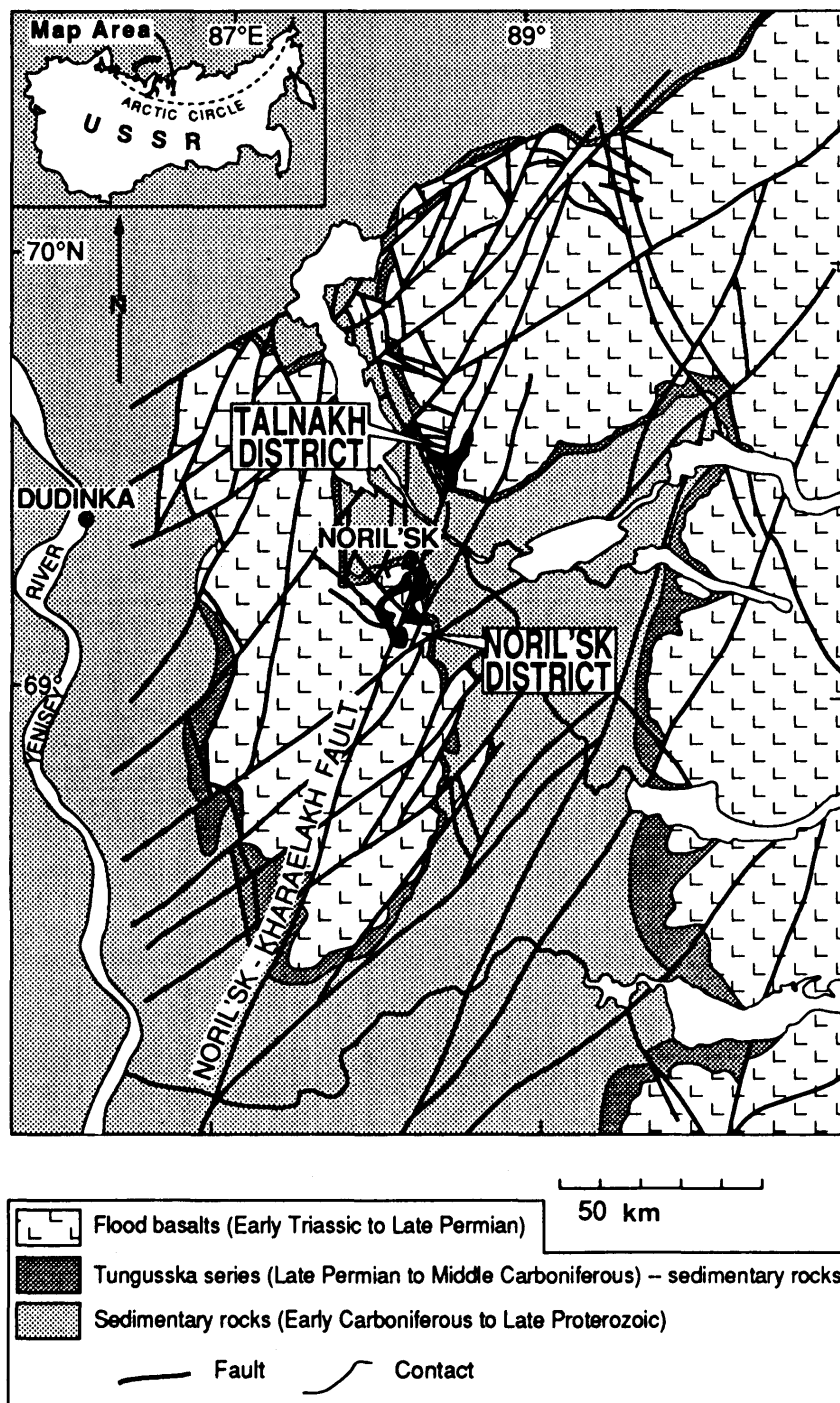 Map Area
87°E
89°
ARCTIC CIRCLE
USSR
70°N
N
TALNAKH
DISTRICT
DUDINKA
NORIL'SK
RIVER
NORIL'SK
DISTRICT
69°
YENISEY
NORIL'SK - KHARAELAKH FAULT
50 km
Flood basalts (Early Triassic to Late Permian)
Tungusska series (Late Permian to Middle Carboniferous) – sedimentary rocks
Sedimentary rocks (Early Carboniferous to Late Proterozoic)
Fault
Contact